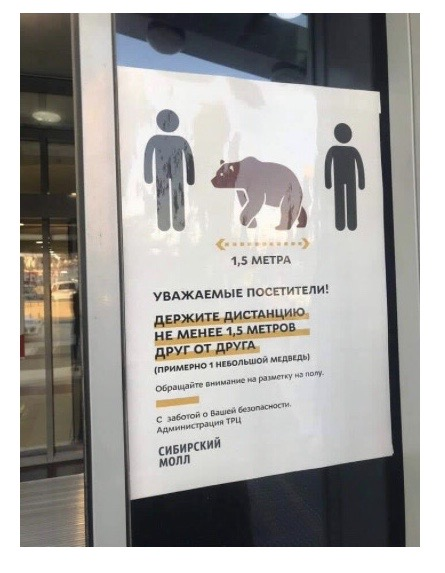 1,5 МЕТРА
УВАЖАЕМЫЕ ПОСЕТИТЕЛИ!
ДЕРЖИТЕ ДИСТАНЦИЮ
НЕ МЕНЕЕ 1,5 МЕТРОВ
ДРУГ ОТ ДРУГА
(ПРИМЕРНО 1 НЕБОЛЬШОЙ МЕДВЕДЬ)
Обращайте внимание на разметку на полу.
С заботой о Вашей безопасности.
Администрация ТРЦ
СИБИРСКИЙ
МОЛЛ